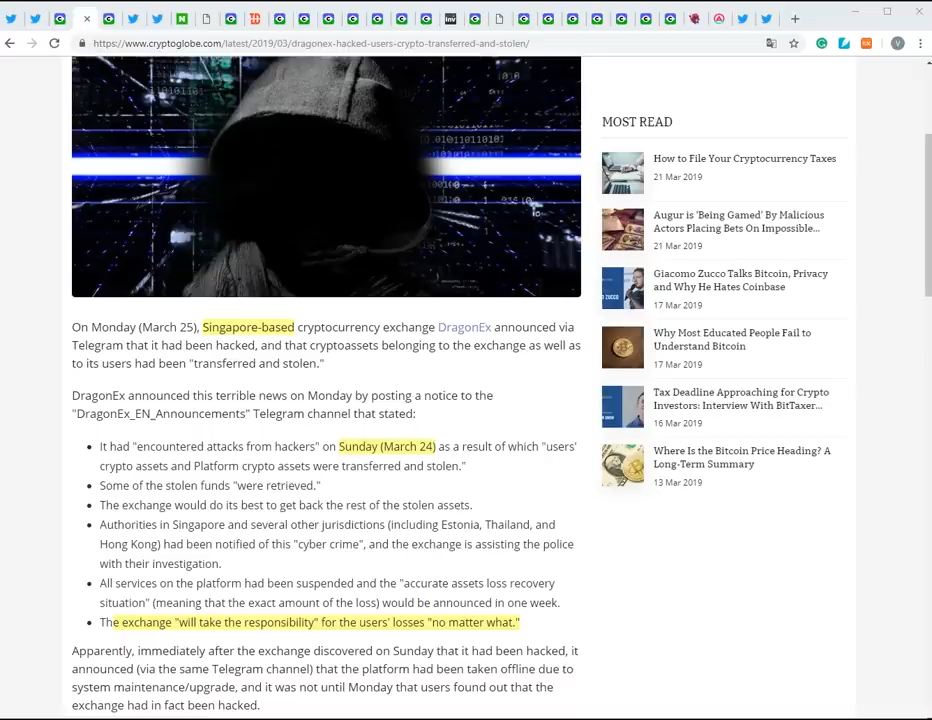 https://www.cryptoglobe.com/latest/2019/03/dragonex-hacked-users-crypto-transferred-and-stolen/
On Monday (March 25), Singapore-based cryptocurrency exchange DragonEx announced via
Telegram that it had been hacked, and that cryptoassets belonging to the exchange as well as
to its users had been "transferred and stolen."
DragonEx announced this terrible news on Monday by posting a notice to the
"DragonEx_EN_Announcements" Telegram channel that stated:
It had "encountered attacks from hackers" on Sunday (March 24) as a result of which "users'
crypto assets and Platform crypto assets were transferred and stolen."
Some of the stolen funds "were retrieved."
The exchange would do its best to get back the rest of the stolen assets.
Authorities in Singapore and several other jurisdictions (including Estonia, Thailand, and
Hong Kong) had been notified of this "cyber crime", and the exchange is assisting the police
with their investigation.
All services on the platform had been suspended and the "accurate assets loss recovery
situation" (meaning that the exact amount of the loss) would be announced in one week.
The exchange "will take the responsibility" for the users' losses "no matter what."
Apparently, immediately after the exchange discovered on Sunday that it had been hacked, it
announced (via the same Telegram channel) that the platform had been taken offline due to
system maintenance/upgrade, and it was not until Monday that users found out that the
exchange had in fact been hacked.
MOST READ
How to File Your Cryptocurrency Taxes
21 Mar 2019
Augur is 'Being Gamed' By Malicious
Actors Placing Bets On Impossible...
21 Mar 2019
Giacomo Zucco Talks Bitcoin, Privacy
and Why He Hates Coinbase
17 Mar 2019
Why Most Educated People Fail to
Understand Bitcoin
17 Mar 2019
Tax Deadline Approaching for Crypto
Investors: Interview With BitTaxer...
16 Mar 2019
Where Is the Bitcoin Price Heading? A
Long-Term Summary
13 Mar 2019